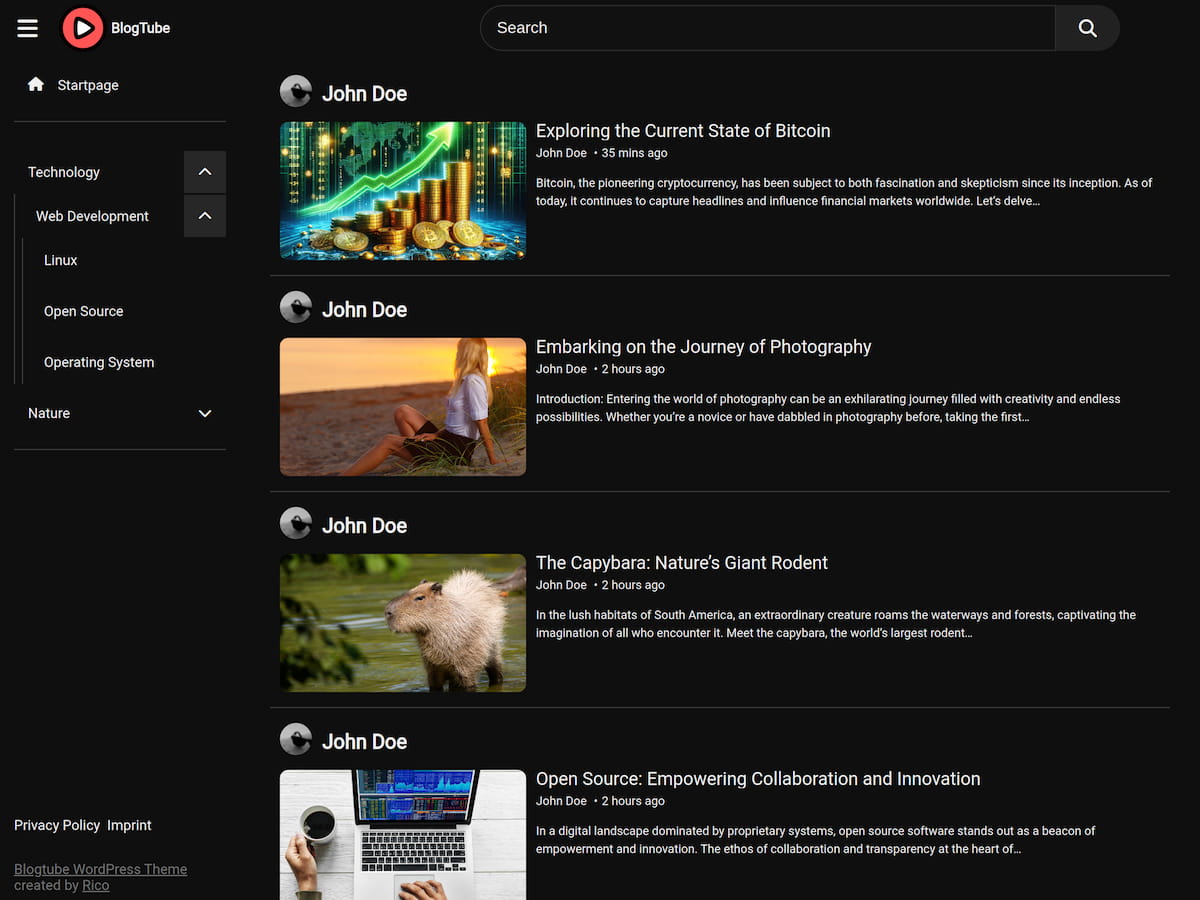 BlogTube
Search
Startpage
Technology
Web Development
Linux
Open Source
Operating System
Nature
Privacy Policy Imprint
Blogtube WordPress Theme
created by Rico
John Doe
Exploring the Current State of Bitcoin
John Doe • 35 mins ago
Bitcoin, the pioneering cryptocurrency, has been subject to both fascination and skepticism since its inception. As of
today, it continues to capture headlines and influence financial markets worldwide. Let’s delve…
John Doe
Embarking on the Journey of Photography
John Doe • 2 hours ago
Introduction: Entering the world of photography can be an exhilarating journey filled with creativity and endless
possibilities. Whether you’re a novice or have dabbled in photography before, taking the first…
John Doe
The Capybara: Nature’s Giant Rodent
John Doe • 2 hours ago
In the lush habitats of South America, an extraordinary creature roams the waterways and forests, captivating the
imagination of all who encounter it. Meet the capybara, the world’s largest rodent…
John Doe
Open Source: Empowering Collaboration and Innovation
John Doe • 2 hours ago
In a digital landscape dominated by proprietary systems, open source software stands out as a beacon of
empowerment and innovation. The ethos of collaboration and transparency at the heart of…